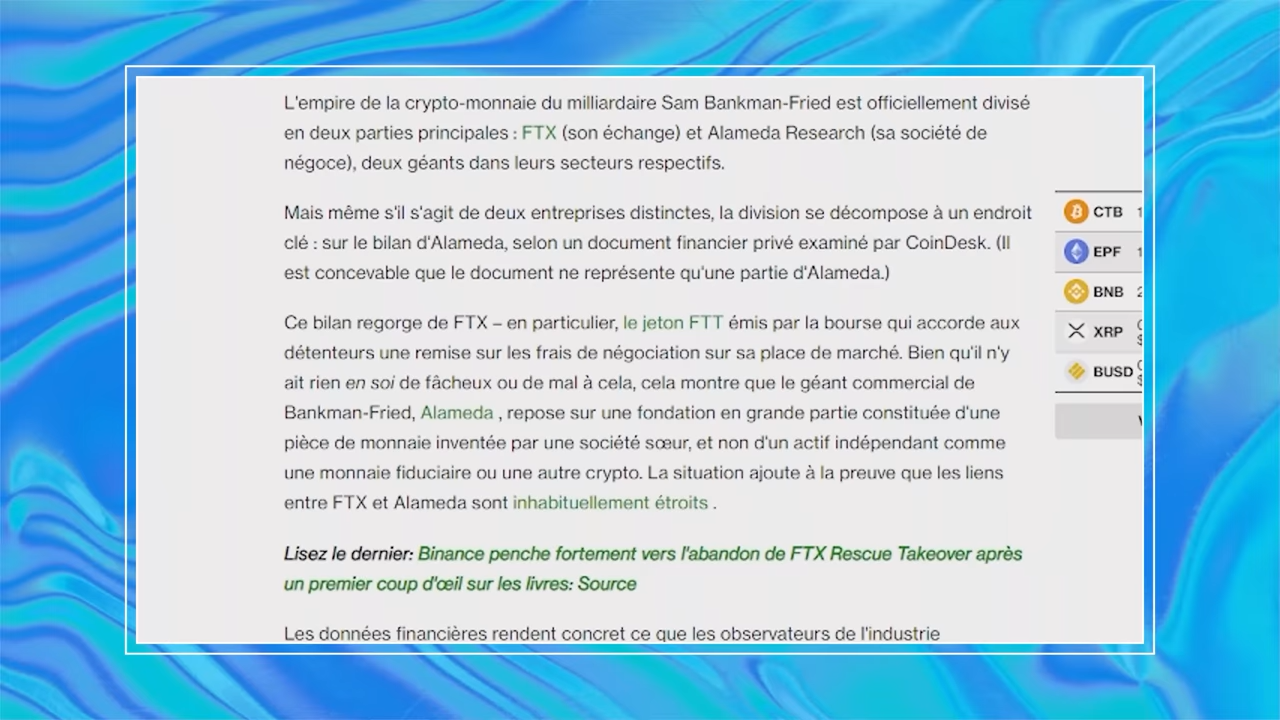 L'empire de la crypto-monnaie du milliardaire Sam Bankman-Fried est officiellement divisé
en deux parties principales : FTX (son échange) et Alameda Research (sa société de
négoce), deux géants dans leurs secteurs respectifs.
Mais même s'il s'agit de deux entreprises distinctes, la division se décompose à un endroit
clé : sur le bilan d'Alameda, selon un document financier privé examiné par CoinDesk. (Il
est concevable que le document ne représente qu'une partie d'Alameda.)
Ce bilan regorge de FTX – en particulier, le jeton FTT émis par la bourse qui accorde aux
détenteurs une remise sur les frais de négociation sur sa place de marché. Bien qu'il n'y
ait rien en soi de fâcheux ou de mal à cela, cela montre que le géant commercial de
Bankman-Fried, Alameda , repose sur une fondation en grande partie constituée d'une
pièce de monnaie inventée par une société sœur, et non d'un actif indépendant comme
une monnaie fiduciaire ou une autre crypto. La situation ajoute à la preuve que les liens
entre FTX et Alameda sont inhabituellement étroits .
Lisez le dernier: Binance penche fortement vers l'abandon de FTX Rescue Takeover après
un premier coup d'œil sur les livres: Source
Les données financières rendent concret ce que les observateurs de l'industrie
CTB
EPF
BNB
XRP
BUSD